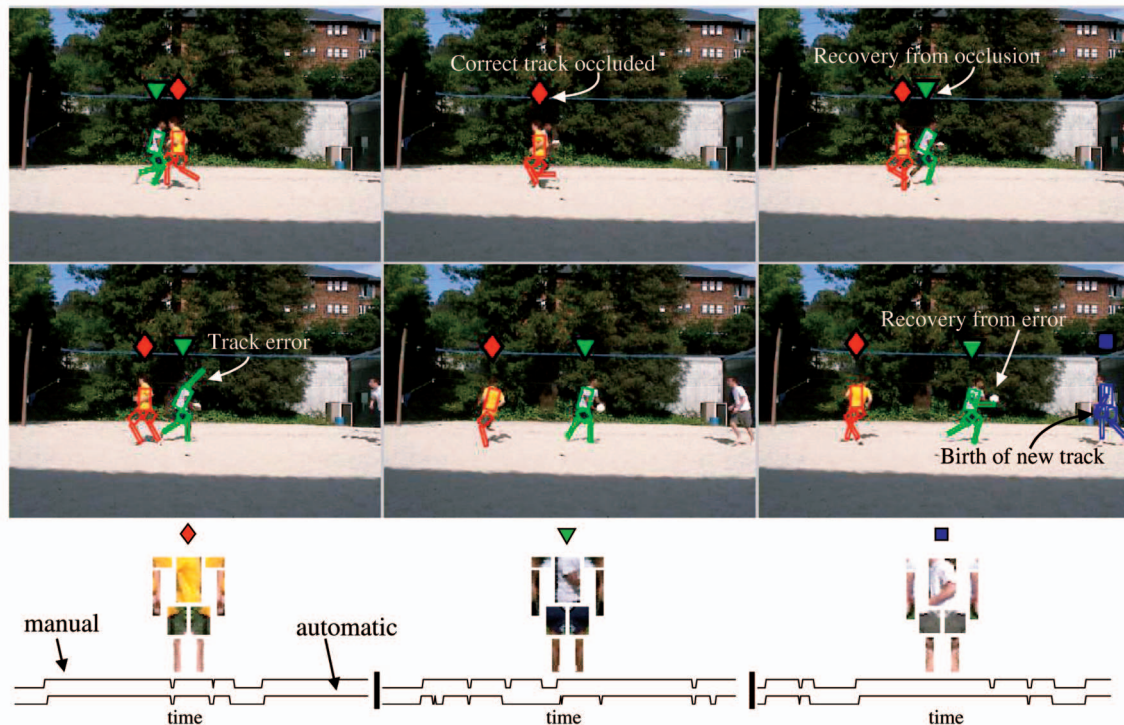 Correct track occluded
Recovery from occlusion
Track error
Recovery from error
Birth of new track
manual
automatic
time
time
time